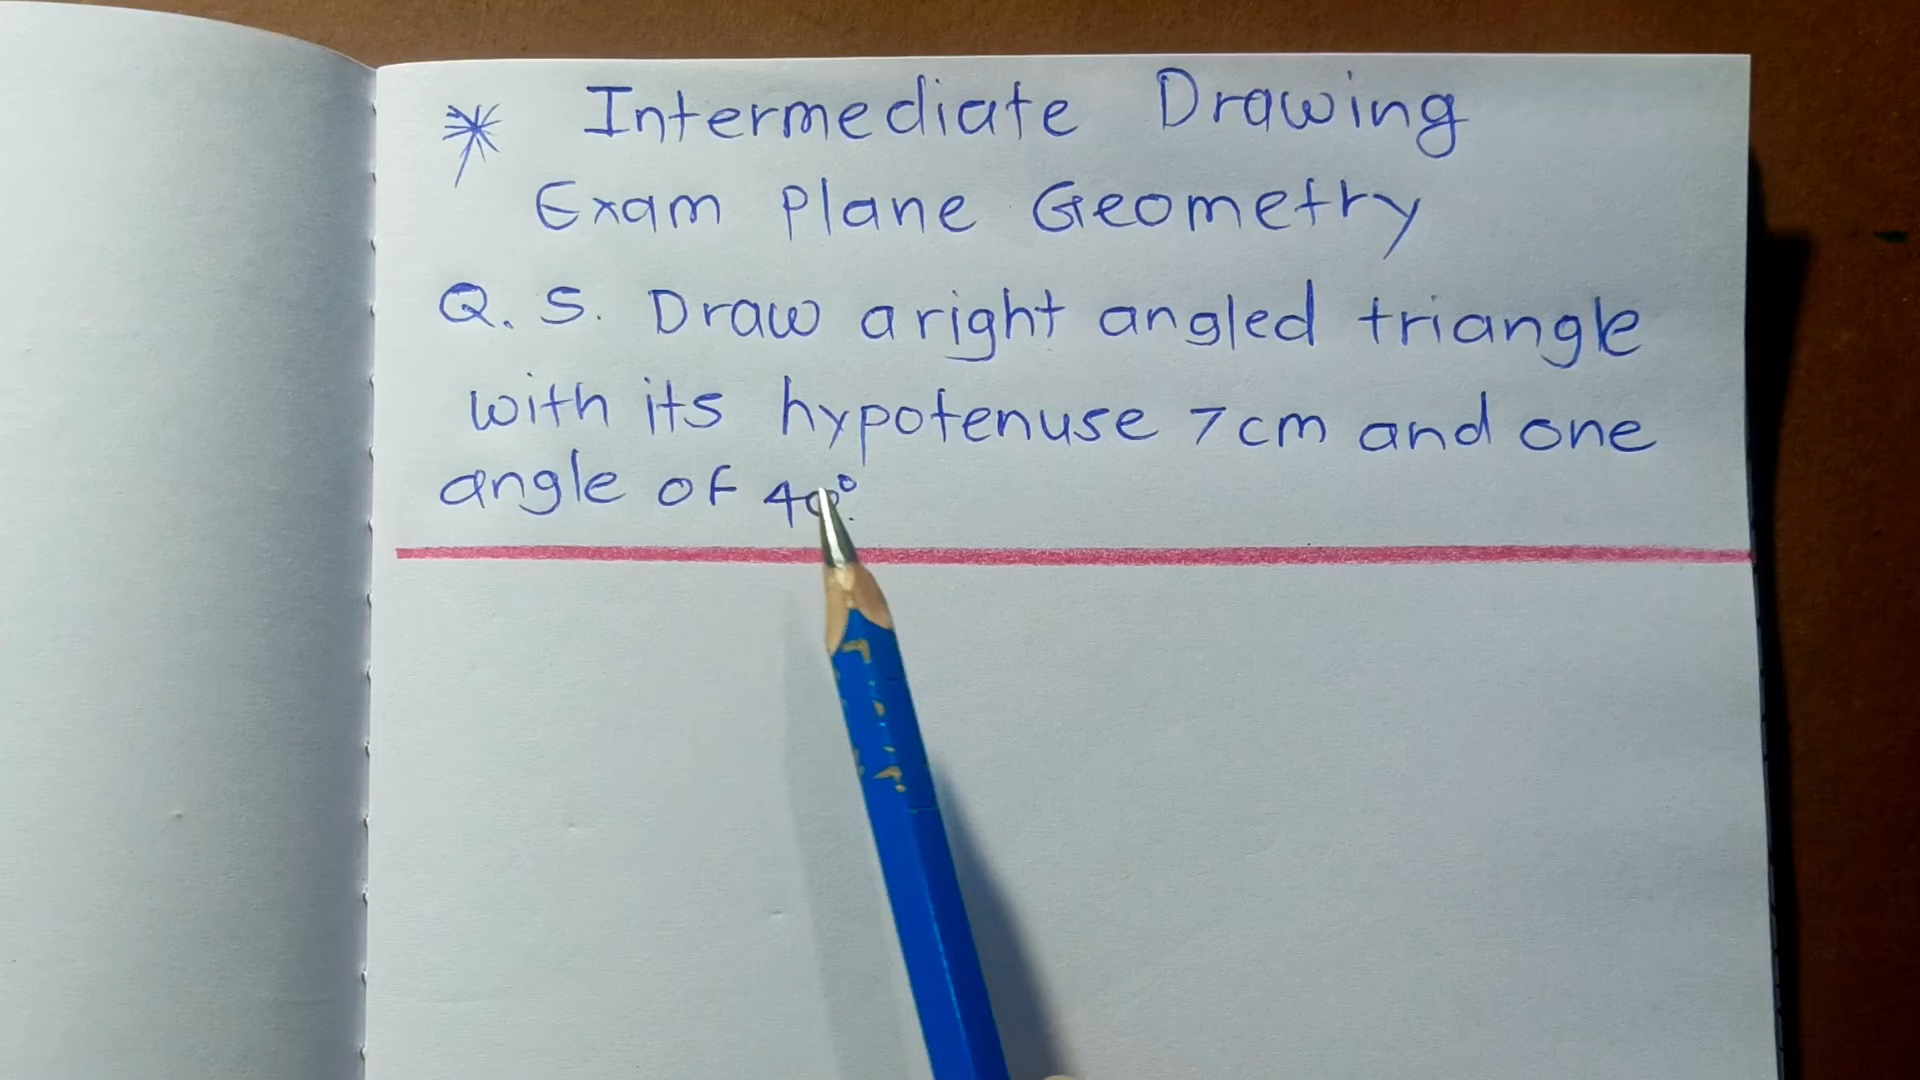 * Intermediate Drawing
Exam Plane Geometry
Q. 5. Draw a right angled triangle
with its hypotenuse 7cm and one
angle of 40°.